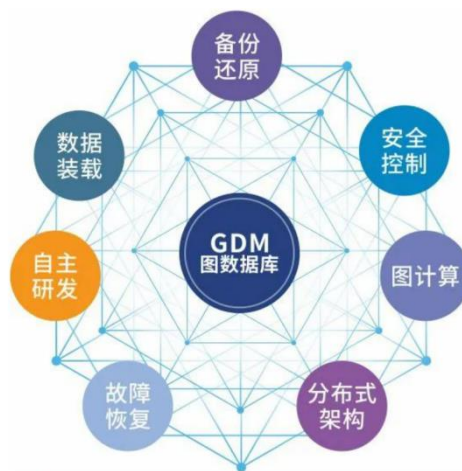 备份
还原
数据
装载
安全
控制
GDM
图数据库
自主
研发
图计算
故障
恢复
分布式
架构